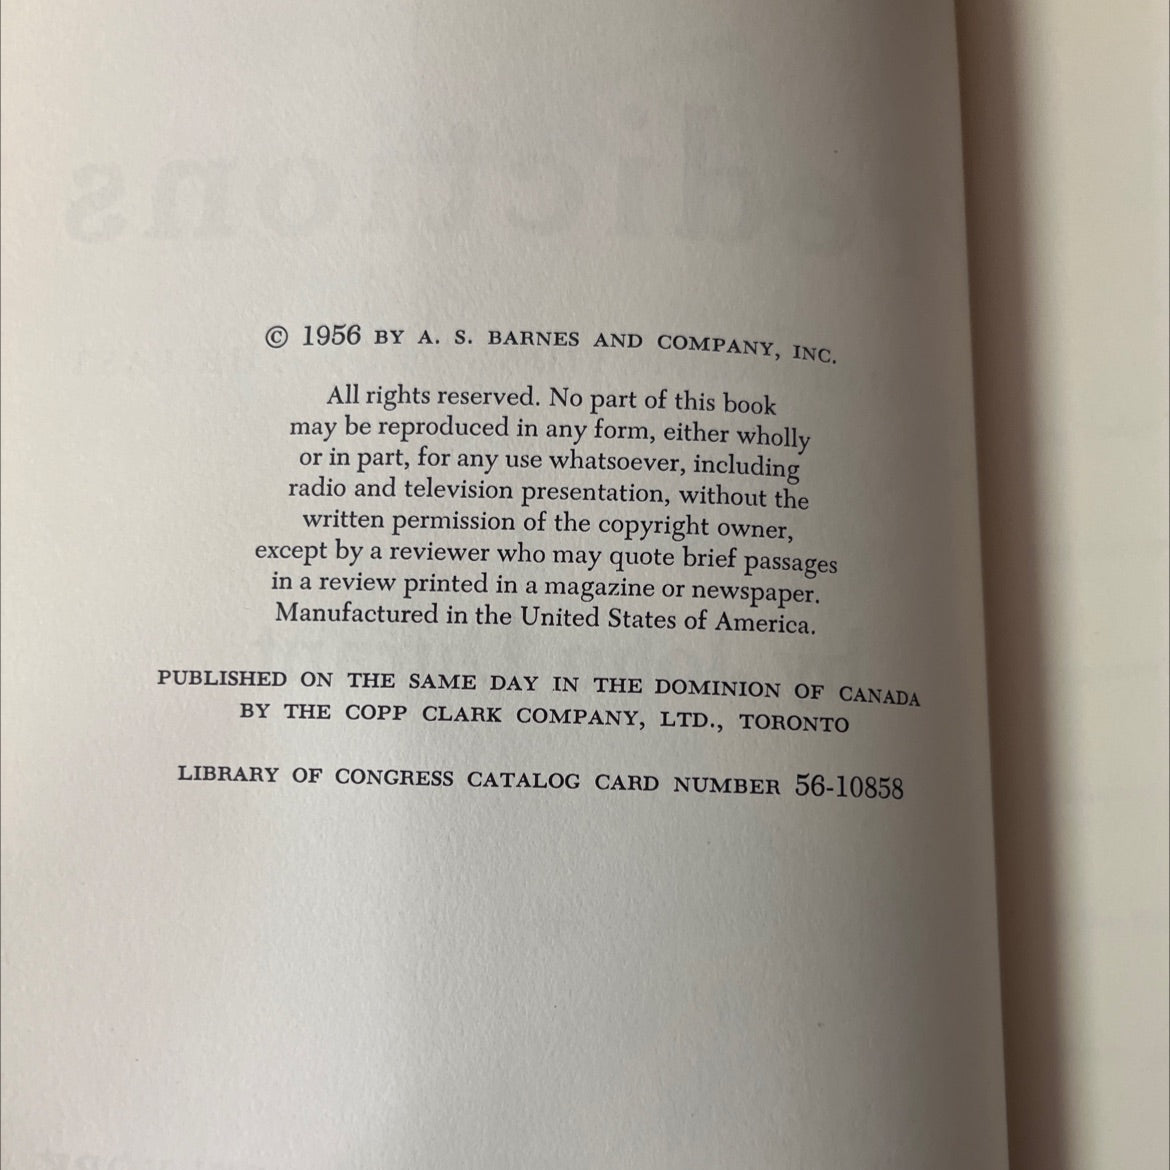 © 1956 BY A. S. BARNES AND COMPANY, INC.
All rights reserved. No part of this book
may be reproduced in any form, either wholly
or in part, for any use whatsoever, including
radio and television presentation, without the
written permission of the copyright owner,
except by a reviewer who may quote brief passages
in a review printed in a magazine or newspaper.
Manufactured in the United States of America.
PUBLISHED ON THE SAME DAY IN THE DOMINION OF CANADA
BY THE COPP CLARK COMPANY, LTD., TORONTO
LIBRARY OF CONGRESS CATALOG CARD NUMBER 56-10858